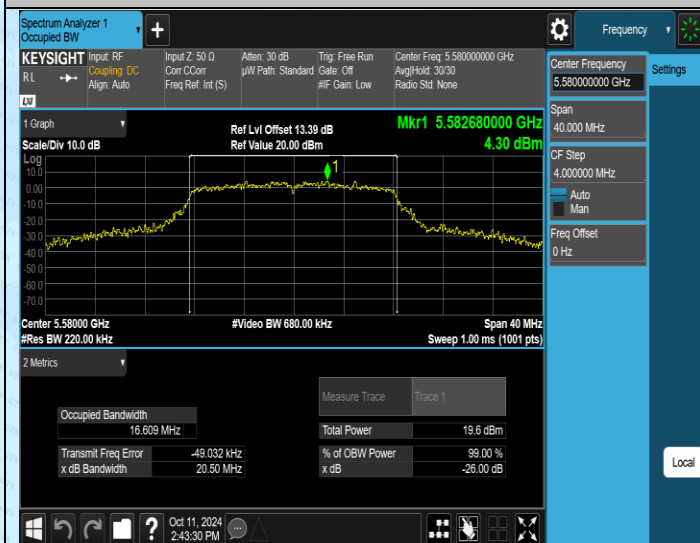 Spectrum Analyzer 1
Occupied BW
Frequency
KEYSIGHT
RL
Input: RF
Coupling: DC
Align: Auto
Input Z: 50 Ω
Corr CCorr
Freq Ref: Int (S)
Atten: 30 dB
µW Path: Standard
Trig: Free Run
Gate: Off
#IF Gain: Low
Center Freq: 5.580000000 GHz
Avg|Hold: 30/30
Radio Std: None
LXI
1 Graph
Scale/Div 10.0 dB
Ref Lvl Offset 13.39 dB
Ref Value 20.00 dBm
Mkr1 5.582680000 GHz
4.30 dBm
Log
10.0
0.00
-10.0
-20.0
-30.0
-40.0
-50.0
-60.0
-70.0
1
Center 5.58000 GHz
#Res BW 220.00 kHz
#Video BW 680.00 kHz
Span 40 MHz
Sweep 1.00 ms (1001 pts)
2 Metrics
Measure Trace
Trace 1
Occupied Bandwidth
16.609 MHz
Total Power
19.6 dBm
Transmit Freq Error
-49.032 kHz
% of OBW Power
99.00 %
x dB Bandwidth
20.50 MHz
x dB
-26.00 dB
Center Frequency
5.580000000 GHz
Settings
Span
40.000 MHz
CF Step
4.000000 MHz
Auto
Man
Freq Offset
0 Hz
Local
?
Oct 11, 2024
2:43:30 PM